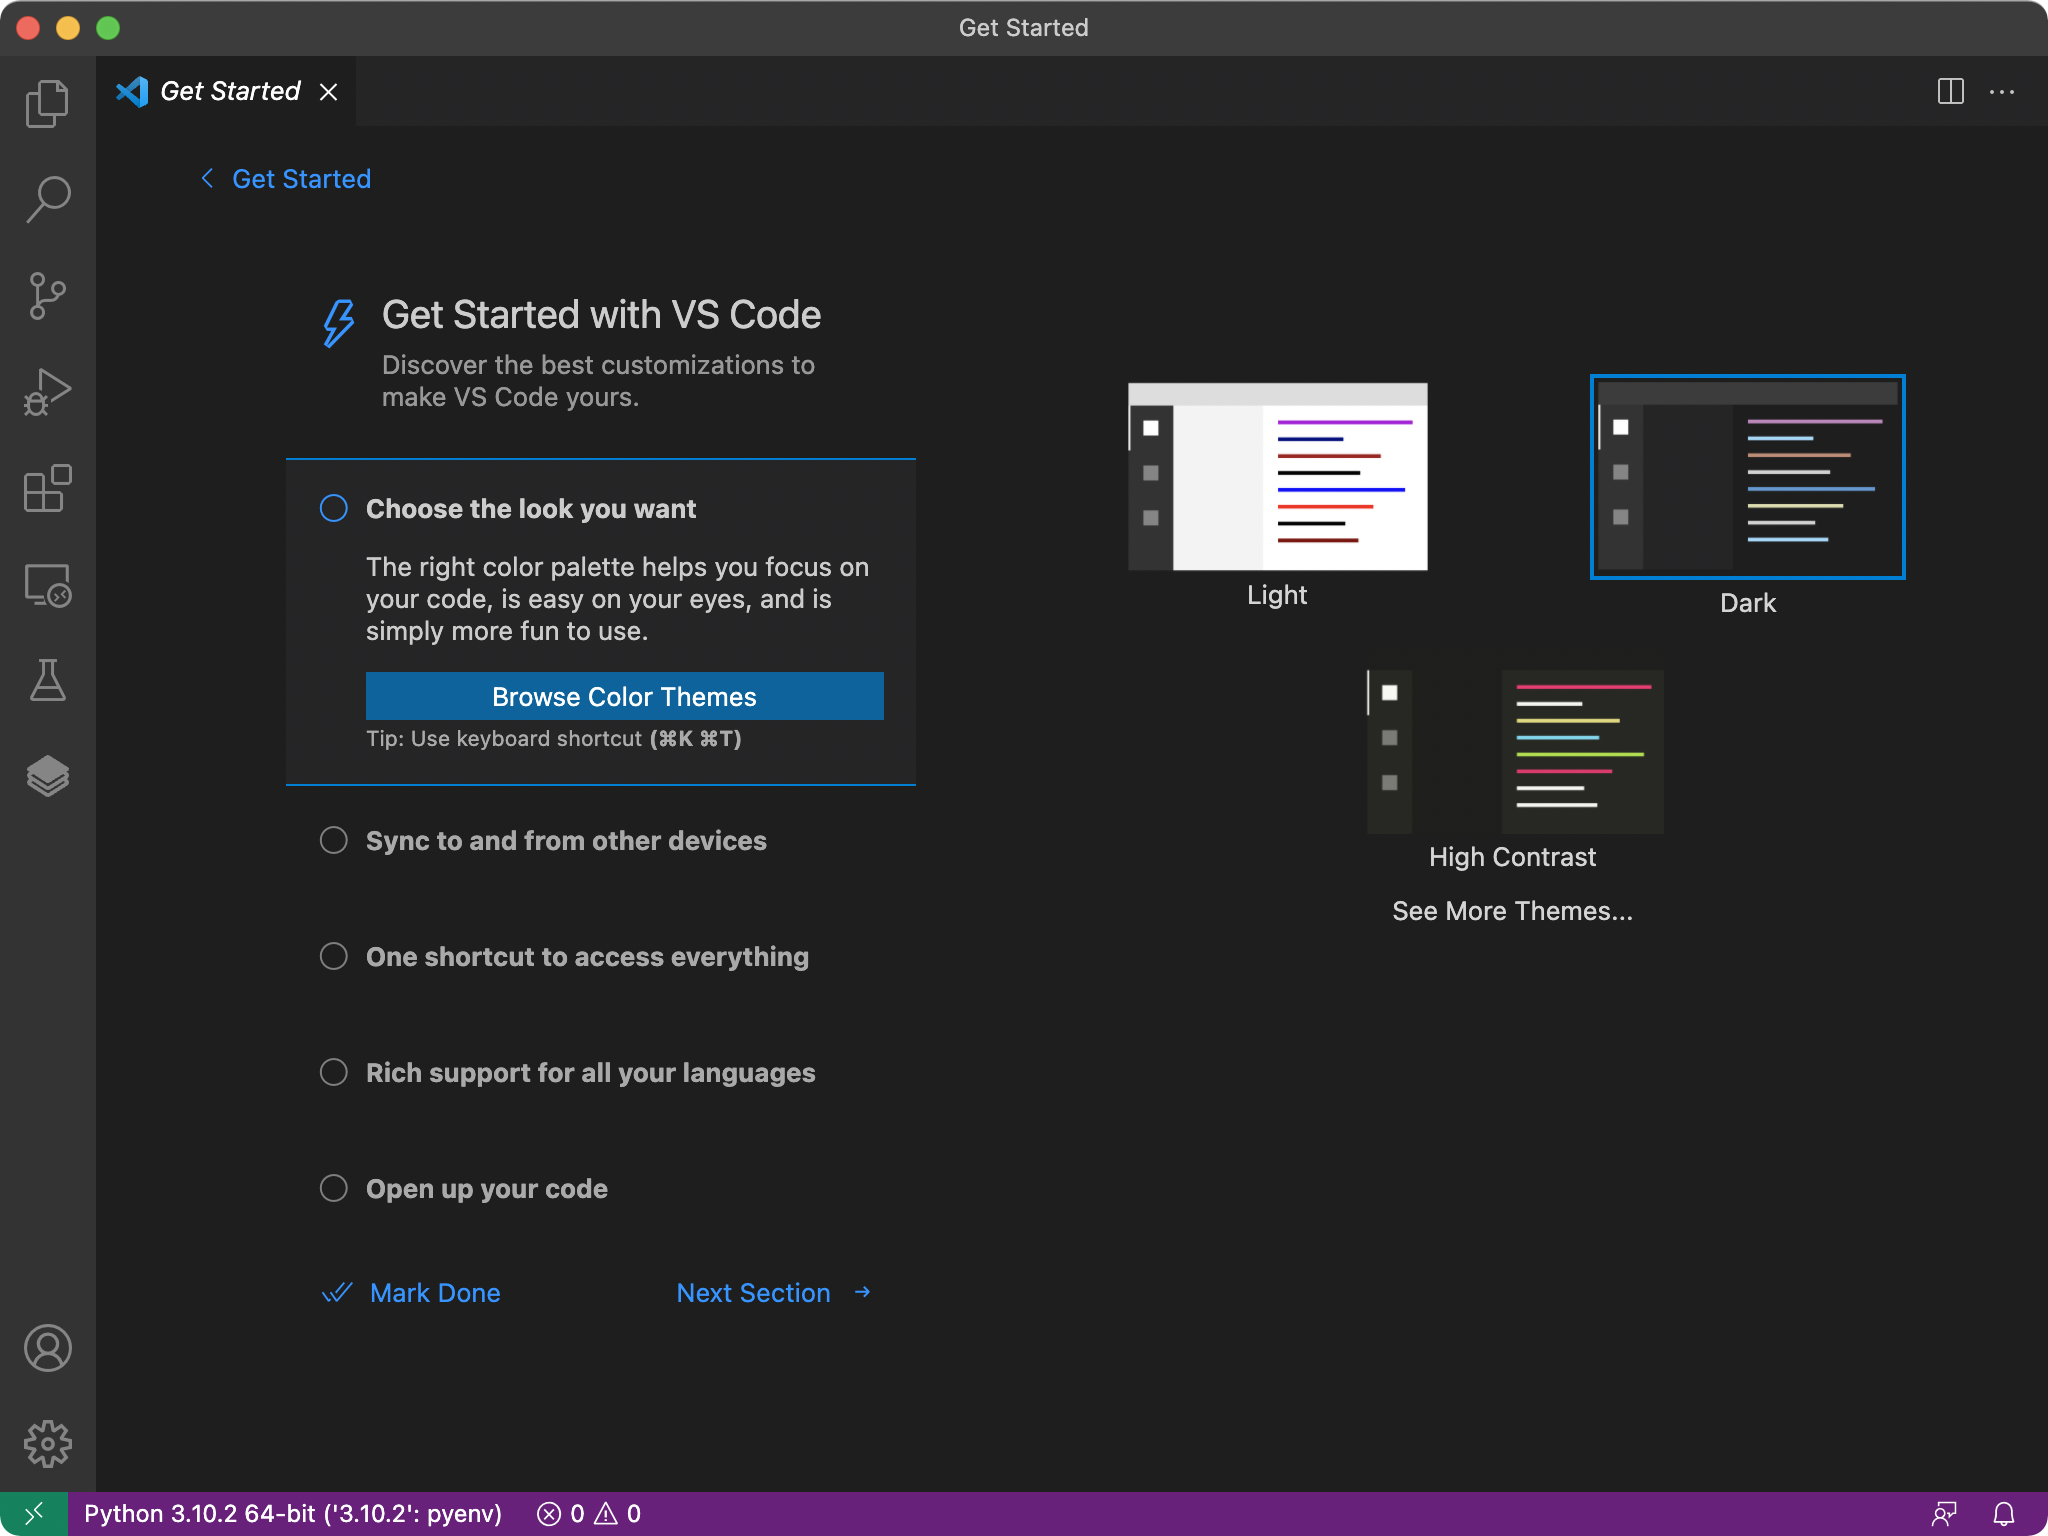 Get Started
Get Started
Get Started
Get Started with VS Code
Discover the best customizations to
make VS Code yours.
Choose the look you want
The right color palette helps you focus on
your code, is easy on your eyes, and is
simply more fun to use.
Browse Color Themes
Tip: Use keyboard shortcut (⌘K ⌘T)
Sync to and from other devices
One shortcut to access everything
Rich support for all your languages
Open up your code
Mark Done
Next Section →
Light
Dark
High Contrast
See More Themes...
Python 3.10.2 64-bit ('3.10.2': pyenv) 0 0